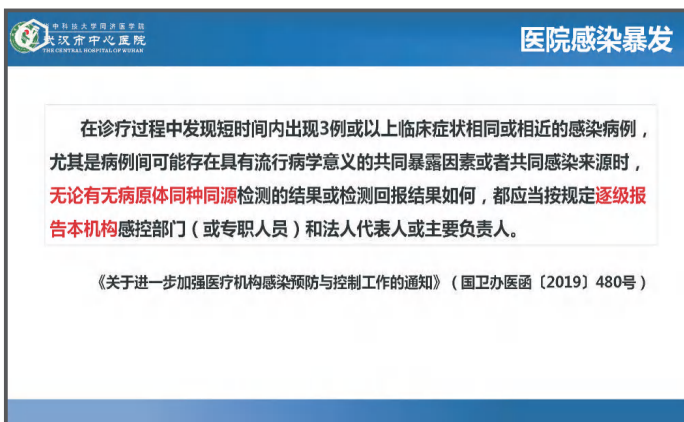 中科技大学同济医学院
武汉市中心医院
THE CENTRAL HOSPITAL OF WUHAN
医院感染暴发
在诊疗过程中发现短时间内出现3例或以上临床症状相同或相近的感染病例，
尤其是病例间可能存在具有流行病学意义的共同暴露因素或者共同感染来源时，
无论有无病原体同种同源检测的结果或检测回报结果如何，都应当按规定逐级报
告本机构感控部门（或专职人员）和法人代表人或主要负责人。
《关于进一步加强医疗机构感染预防与控制工作的通知》（国卫办医函〔2019〕480号）